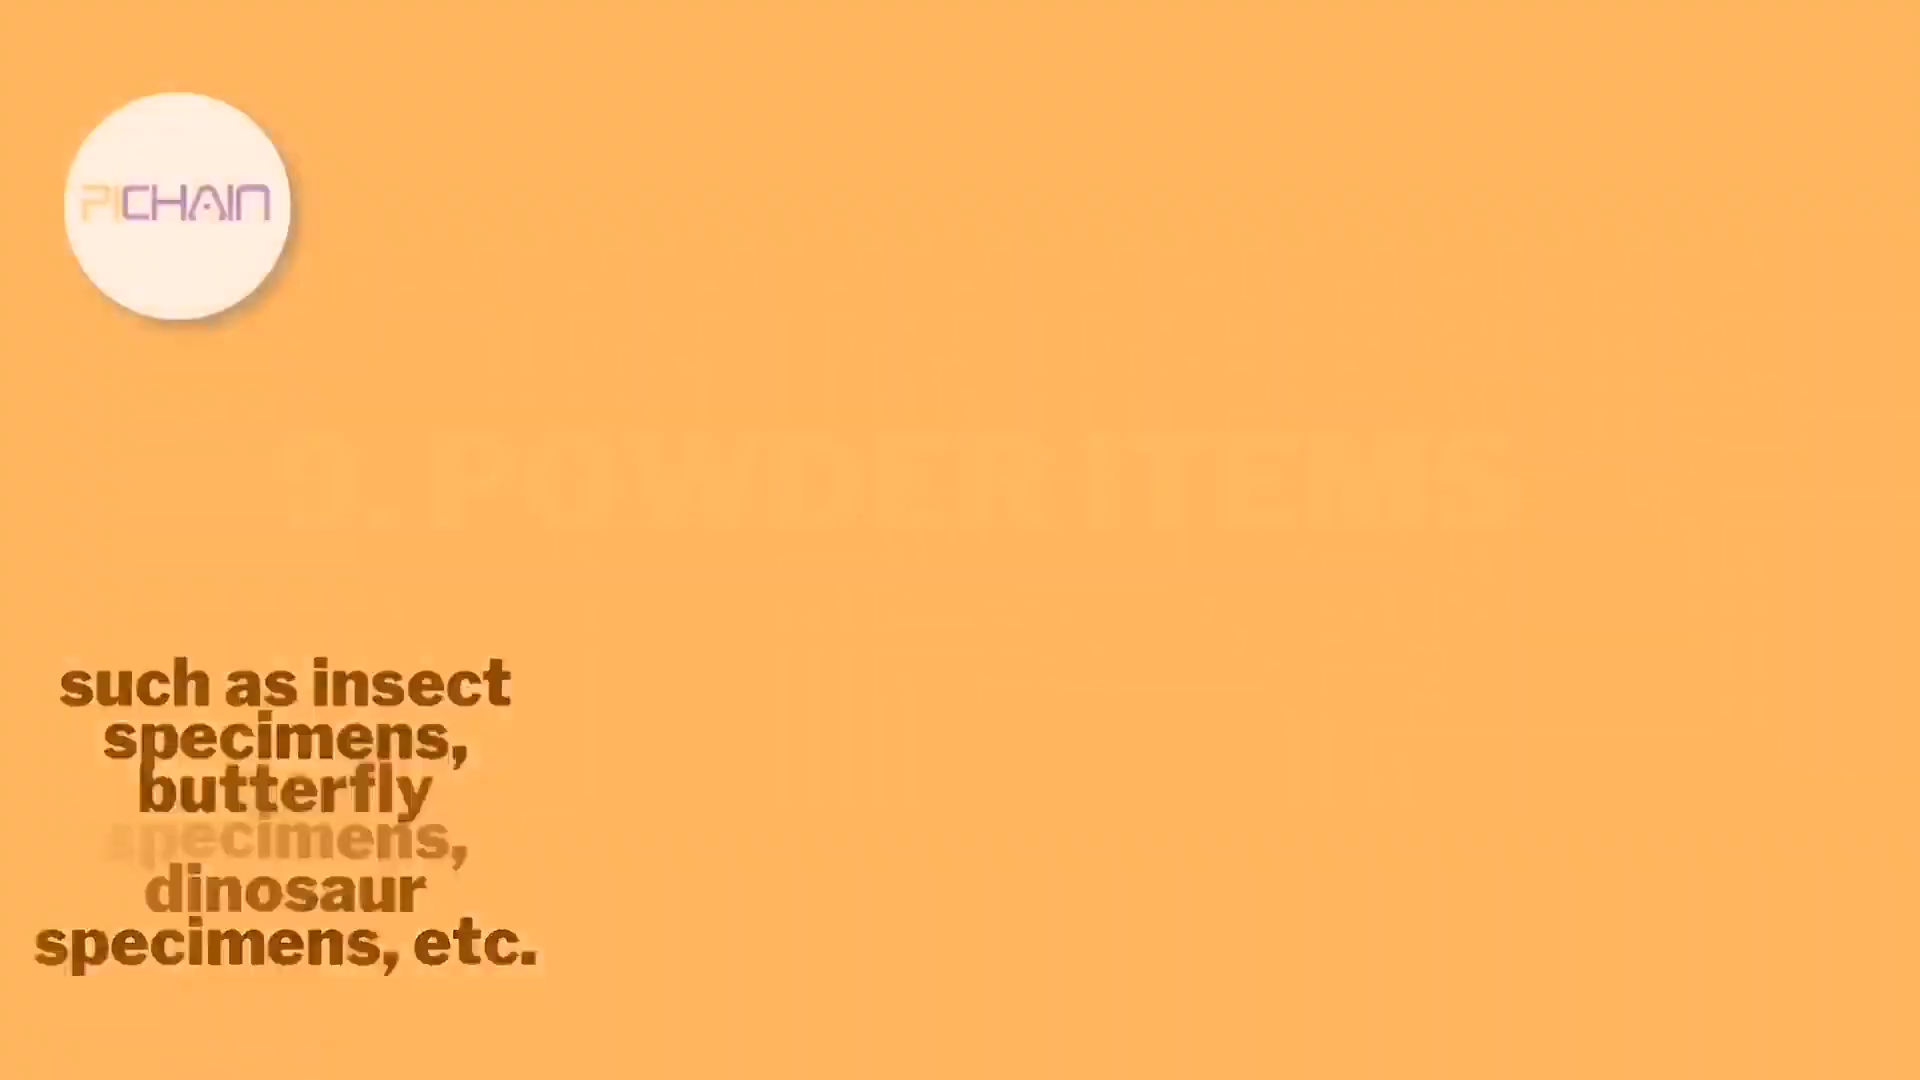 PICHAIN
9. POWDER ITEMS
such as insect
specimens,
butterfly
specimens,
dinosaur
specimens, etc.